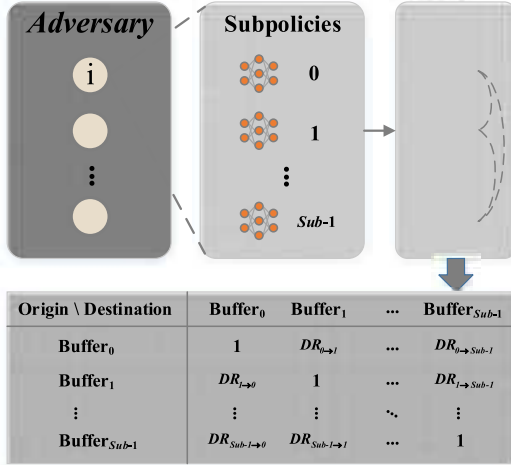 Adversary
Subpolicies
i
0
1
⋮
⋮
Sub-1
Origin \ Destination Buffer0 Buffer1 ... BufferSub-1
Buffer0 1 DR0→1 ... DR0→Sub-1
Buffer1 DR1→0 1 ... DR1→Sub-1
⋮ ⋮ ⋮ ⋱ ⋮
BufferSub-1 DRSub-1→0 DRSub-1→1 ... 1